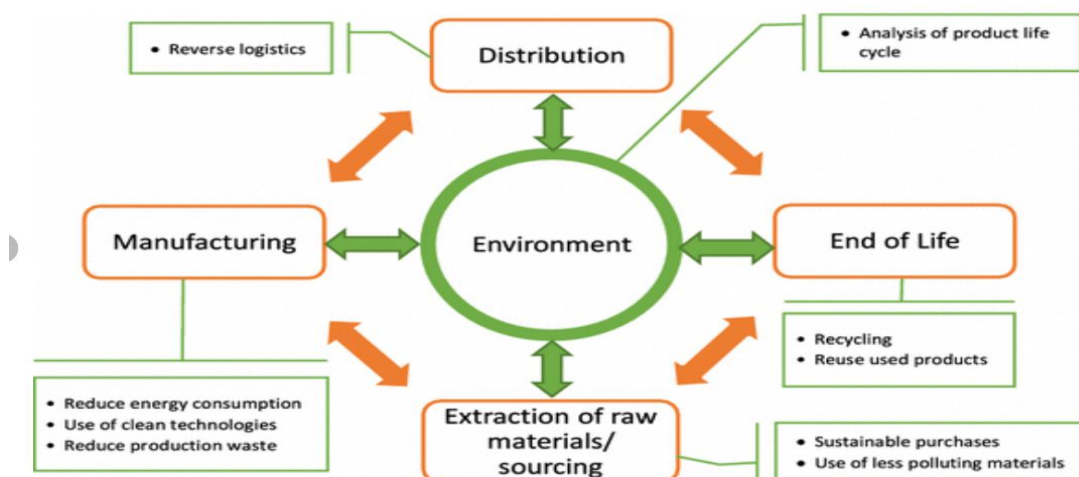 • Reverse logistics
Distribution
• Analysis of product life
cycle
Manufacturing
Environment
End of Life
• Reduce energy consumption
• Use of clean technologies
• Reduce production waste
Extraction of raw
materials/
sourcing
• Recycling
• Reuse used products
• Sustainable purchases
• Use of less polluting materials